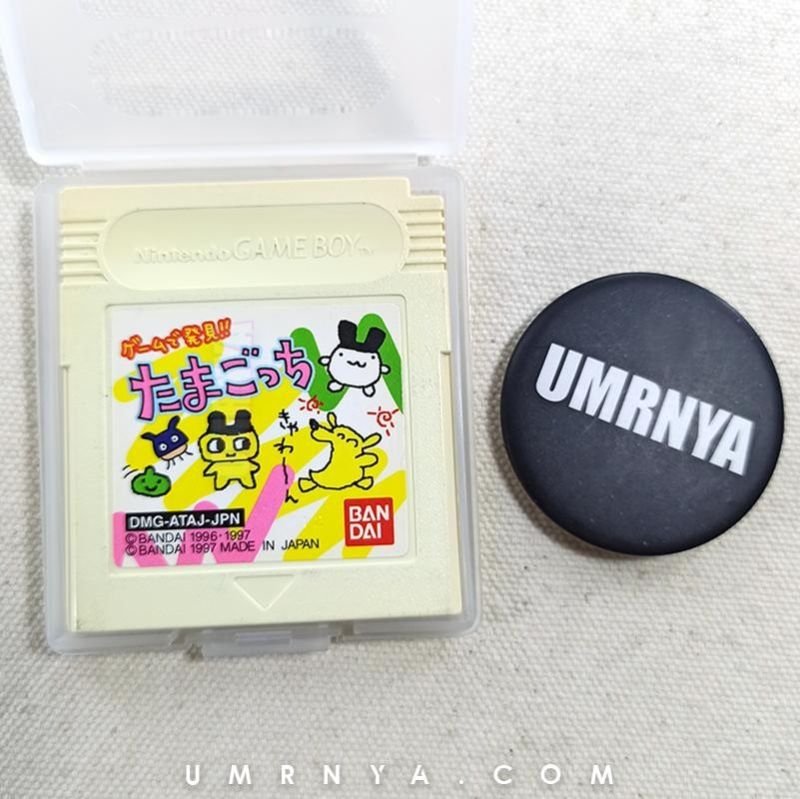 Nintendo GAME BOY™
ゲームで発見!!
たまごっち
きゃわーん
DMG-ATAJ-JPN
©BANDAI 1996・1997
©BANDAI 1997 MADE IN JAPAN
BAN
DAI
UMRNYA
UMRNYA.COM